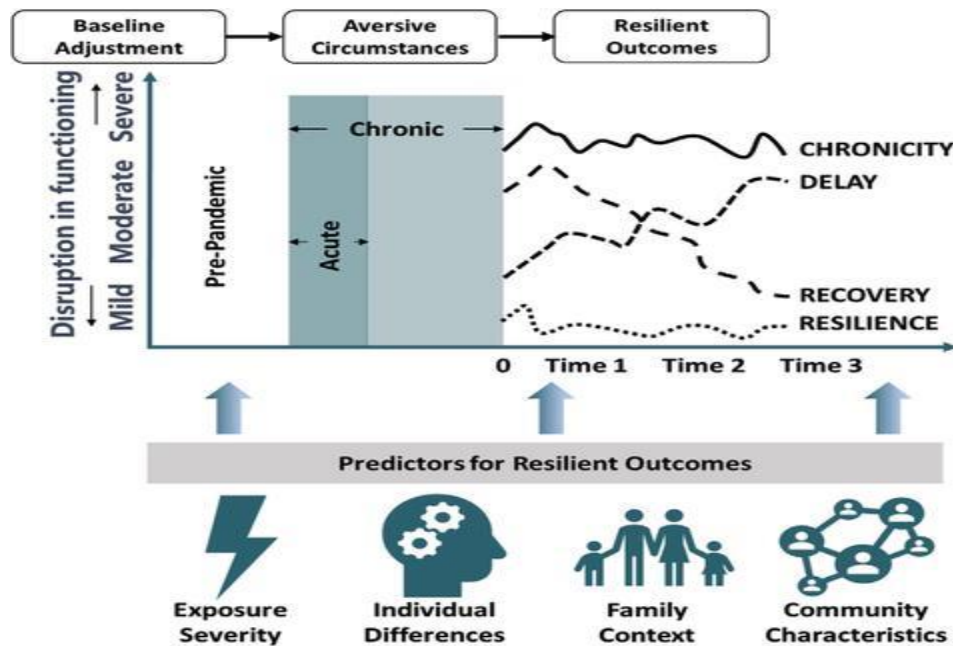 Baseline
Adjustment
Aversive
Circumstances
Resilient
Outcomes
Disruption in functioning
Mild Moderate Severe
Pre-Pandemic
Chronic
Acute
CHRONICITY
DELAY
RECOVERY
RESILIENCE
0 Time 1 Time 2 Time 3
Predictors for Resilient Outcomes
Exposure
Severity
Individual
Differences
Family
Context
Community
Characteristics